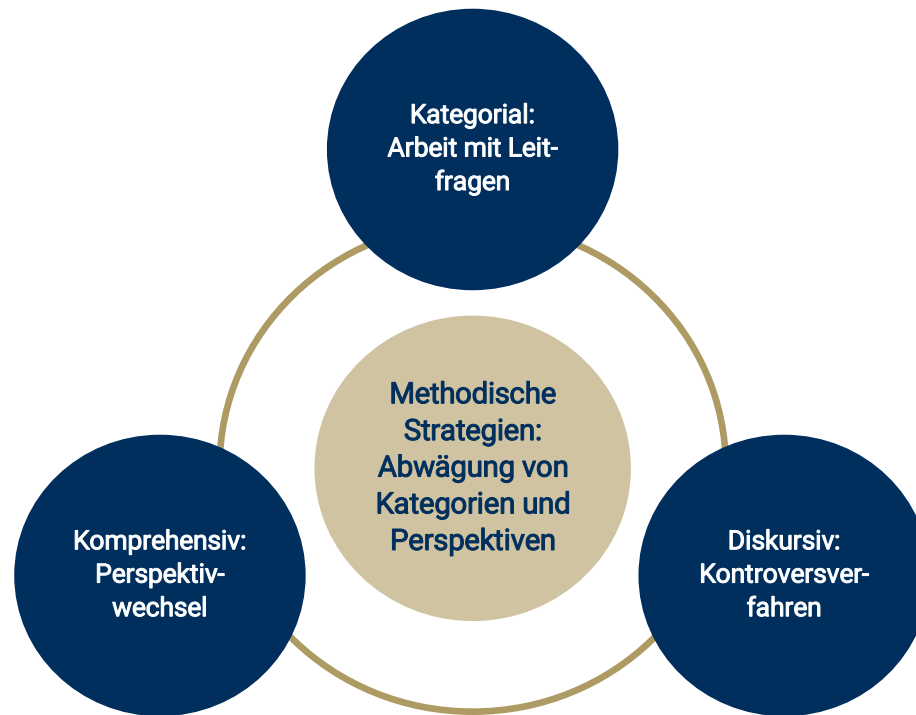 Kategorial:
Arbeit mit Leit-
fragen
Methodische
Strategien:
Abwägung von
Kategorien und
Perspektiven
Komprehensiv:
Perspektiv-
wechsel
Diskursiv:
Kontroversver-
fahren